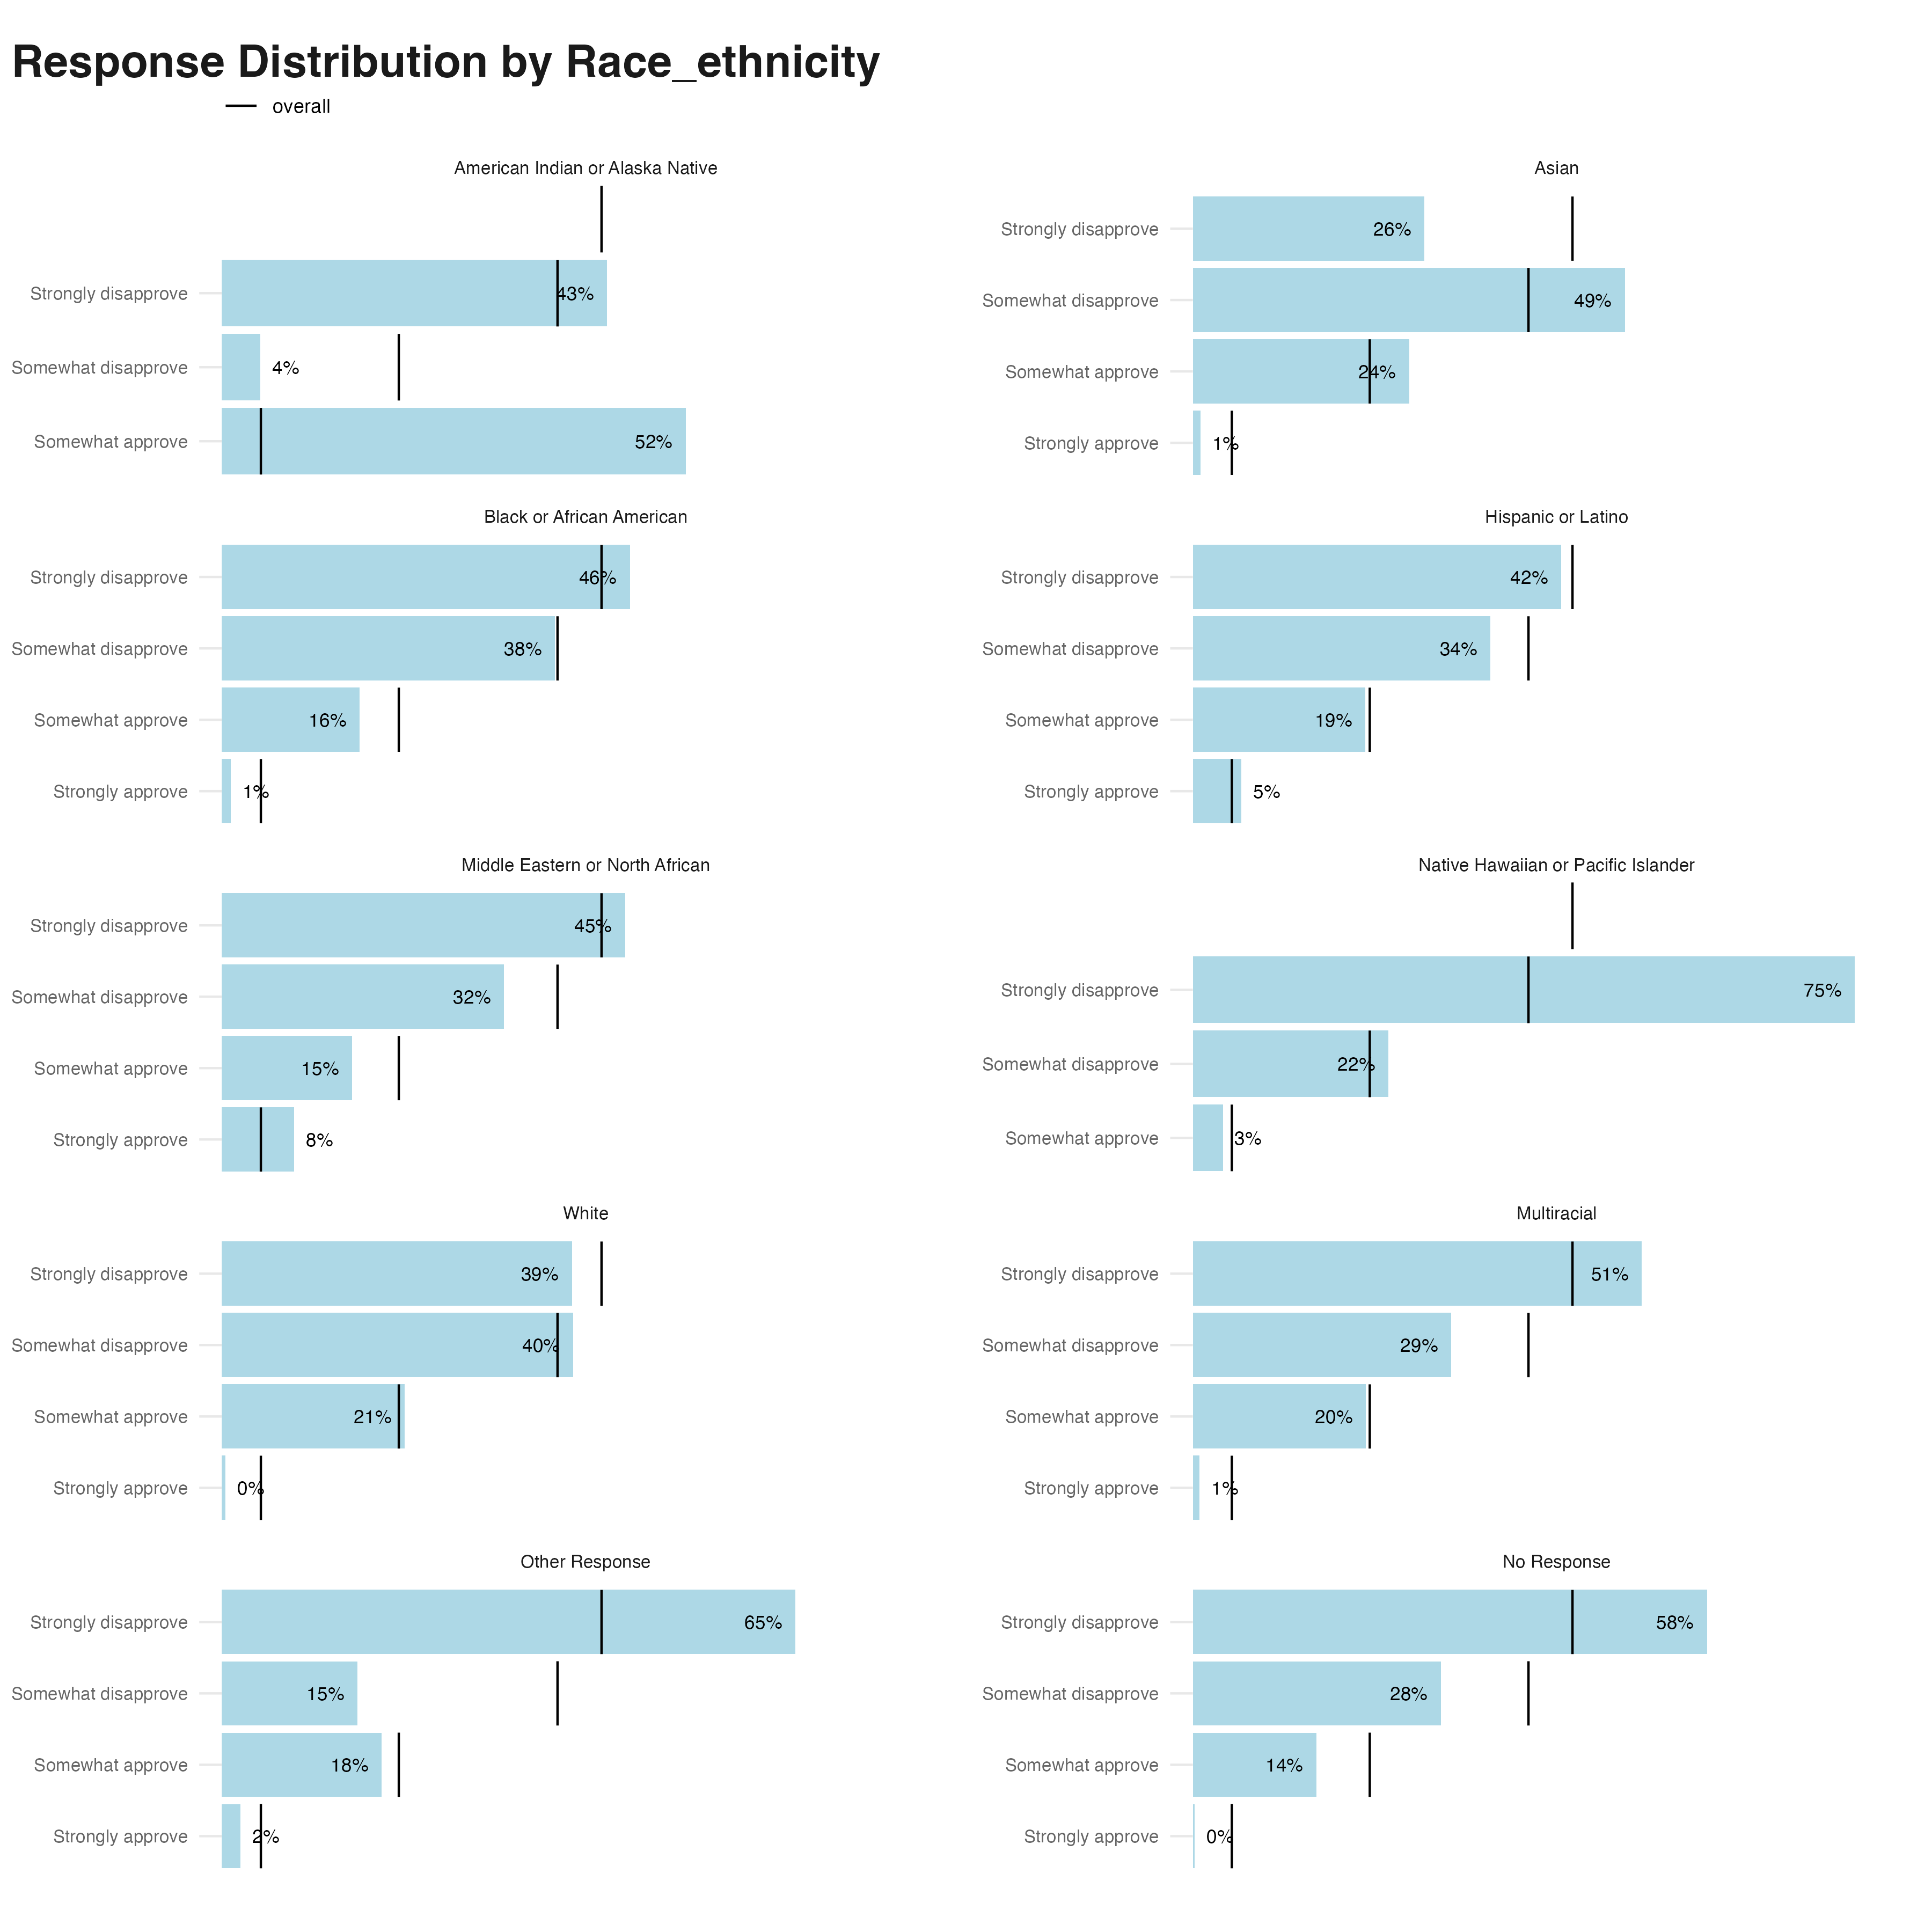 Response Distribution by Race_ethnicity
overall
American Indian or Alaska Native
Strongly disapprove 43%
Somewhat disapprove 4%
Somewhat approve 52%
Asian
Strongly disapprove 26%
Somewhat disapprove 49%
Somewhat approve 24%
Strongly approve 1%
Black or African American
Strongly disapprove 46%
Somewhat disapprove 38%
Somewhat approve 16%
Strongly approve 1%
Hispanic or Latino
Strongly disapprove 42%
Somewhat disapprove 34%
Somewhat approve 19%
Strongly approve 5%
Middle Eastern or North African
Strongly disapprove 45%
Somewhat disapprove 32%
Somewhat approve 15%
Strongly approve 8%
Native Hawaiian or Pacific Islander
Strongly disapprove 75%
Somewhat disapprove 22%
Somewhat approve 3%
White
Strongly disapprove 39%
Somewhat disapprove 40%
Somewhat approve 21%
Strongly approve 0%
Multiracial
Strongly disapprove 51%
Somewhat disapprove 29%
Somewhat approve 20%
Strongly approve 1%
Other Response
Strongly disapprove 65%
Somewhat disapprove 15%
Somewhat approve 18%
Strongly approve 2%
No Response
Strongly disapprove 58%
Somewhat disapprove 28%
Somewhat approve 14%
Strongly approve 0%